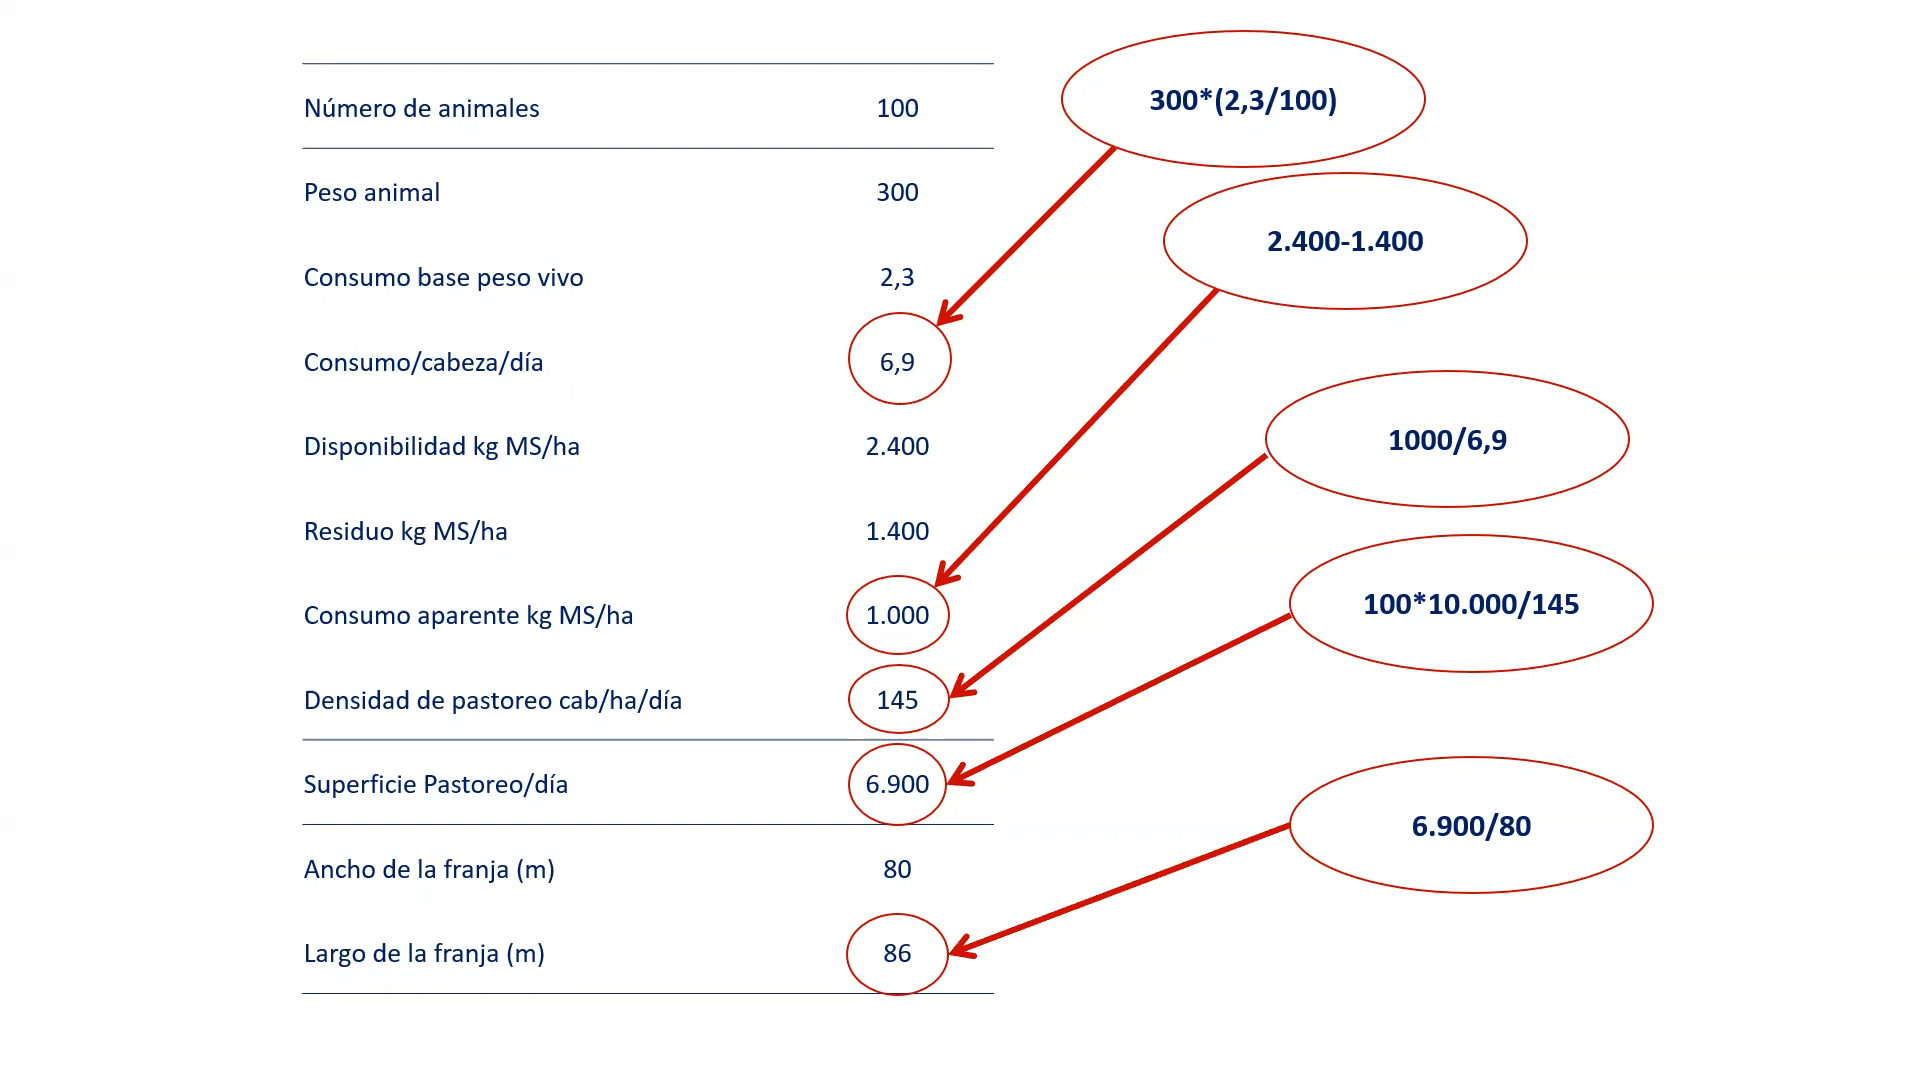 Número de animales 100
Peso animal 300
Consumo base peso vivo 2,3
Consumo/cabeza/día 6,9
Disponibilidad kg MS/ha 2.400
Residuo kg MS/ha 1.400
Consumo aparente kg MS/ha 1.000
Densidad de pastoreo cab/ha/día 145
Superficie Pastoreo/día 6.900
Ancho de la franja (m) 80
Largo de la franja (m) 86
300*(2,3/100)
2.400-1.400
1000/6,9
100*10.000/145
6.900/80